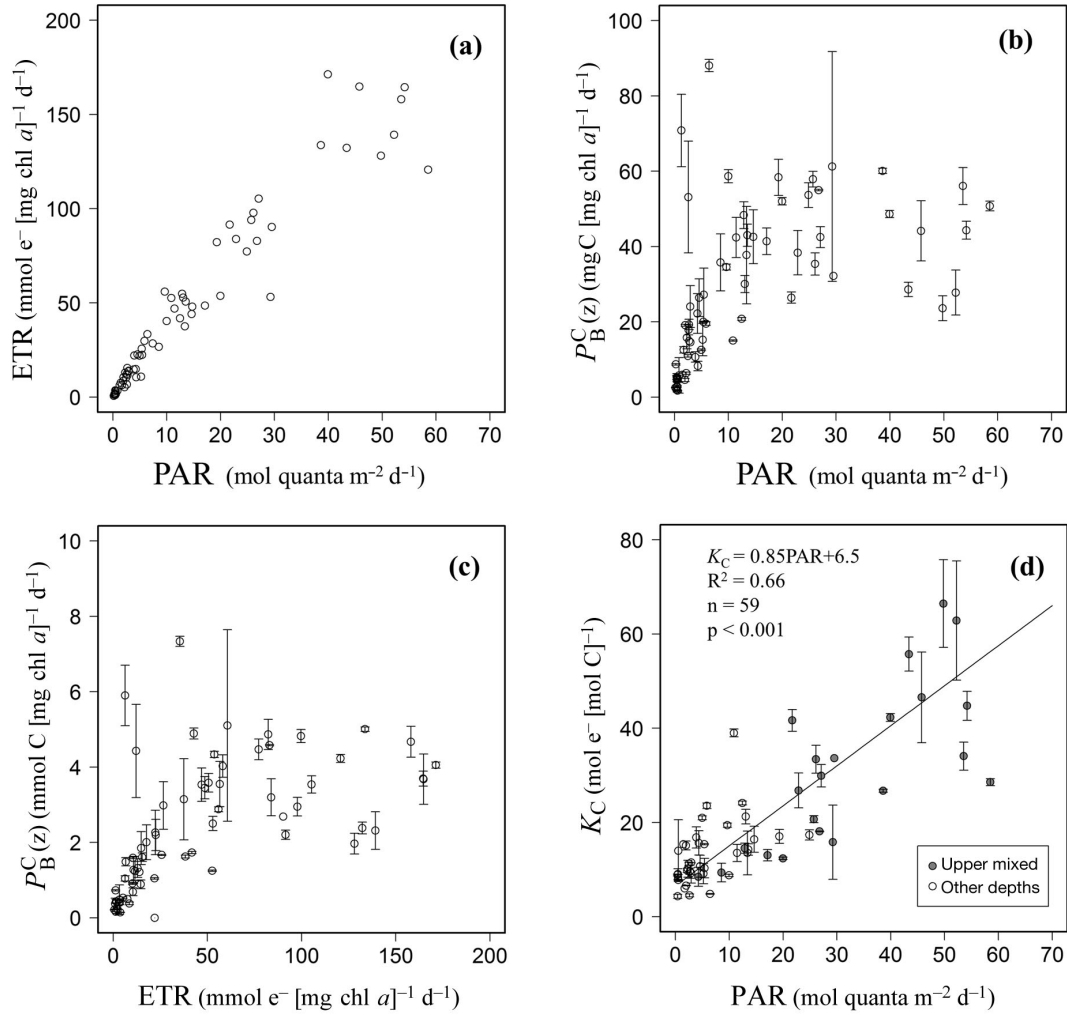 (a)
200
150
100
50
0
ETR (mmol e⁻ [mg chl a]⁻¹ d⁻¹)
0 10 20 30 40 50 60 70
PAR (mol quanta m⁻² d⁻¹)
(b)
100
80
60
40
20
0
P_B^C(z) (mgC [mg chl a]⁻¹ d⁻¹)
0 10 20 30 40 50 60 70
PAR (mol quanta m⁻² d⁻¹)
(c)
10
8
6
4
2
0
P_B^C(z) (mmol C [mg chl a]⁻¹ d⁻¹)
0 50 100 150 200
ETR (mmol e⁻ [mg chl a]⁻¹ d⁻¹)
(d)
K_C = 0.85PAR+6.5
R² = 0.66
n = 59
p < 0.001
80
60
40
20
0
K_C (mol e⁻ [mol C]⁻¹)
Upper mixed
Other depths
0 10 20 30 40 50 60 70
PAR (mol quanta m⁻² d⁻¹)